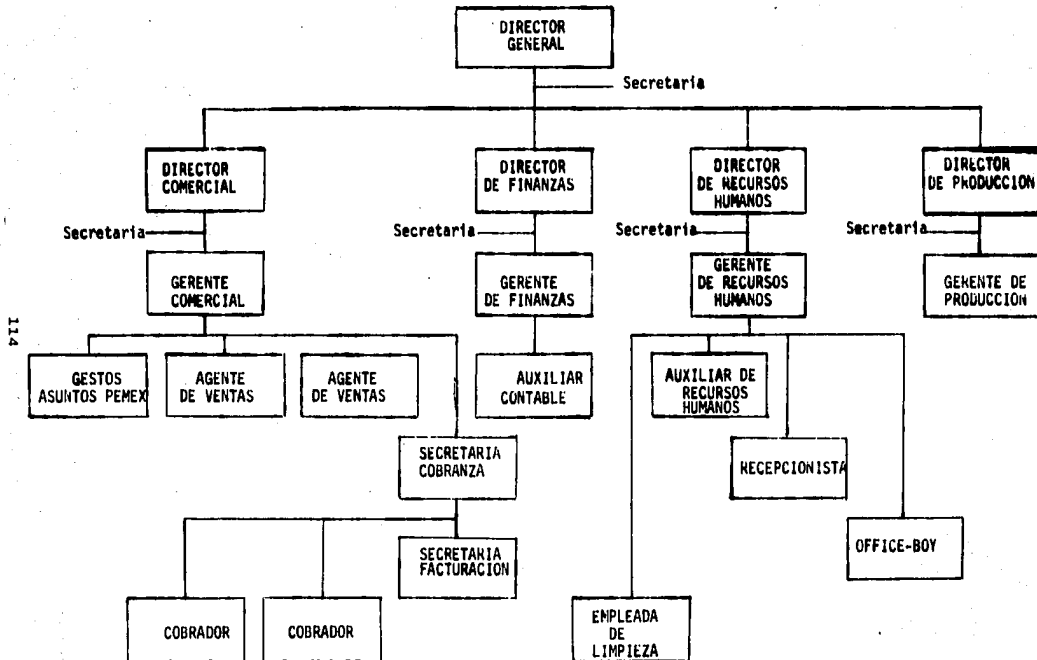 DIRECTOR
GENERAL
Secretaria
DIRECTOR
COMERCIAL
DIRECTOR
DE FINANZAS
DIRECTOR
DE RECURSOS
HUMANOS
DIRECTOR
DE PRODUCCION
Secretaria
Secretaria
Secretaria
Secretaria
GERENTE
COMERCIAL
GERENTE
DE FINANZAS
GERENTE
DE RECURSOS
HUMANOS
GERENTE DE
PRODUCCION
114
GESTOS
ASUNTOS PEMEX
AGENTE
DE VENTAS
AGENTE
DE VENTAS
AUXILIAR
CONTABLE
AUXILIAR DE
RECURSOS
HUMANOS
SECRETARIA
COBRANZA
RECEPCIONISTA
SECRETARIA
FACTURACION
OFFICE-BOY
COBRADOR
COBRADOR
EMPLEADA
DE
LIMPIEZA